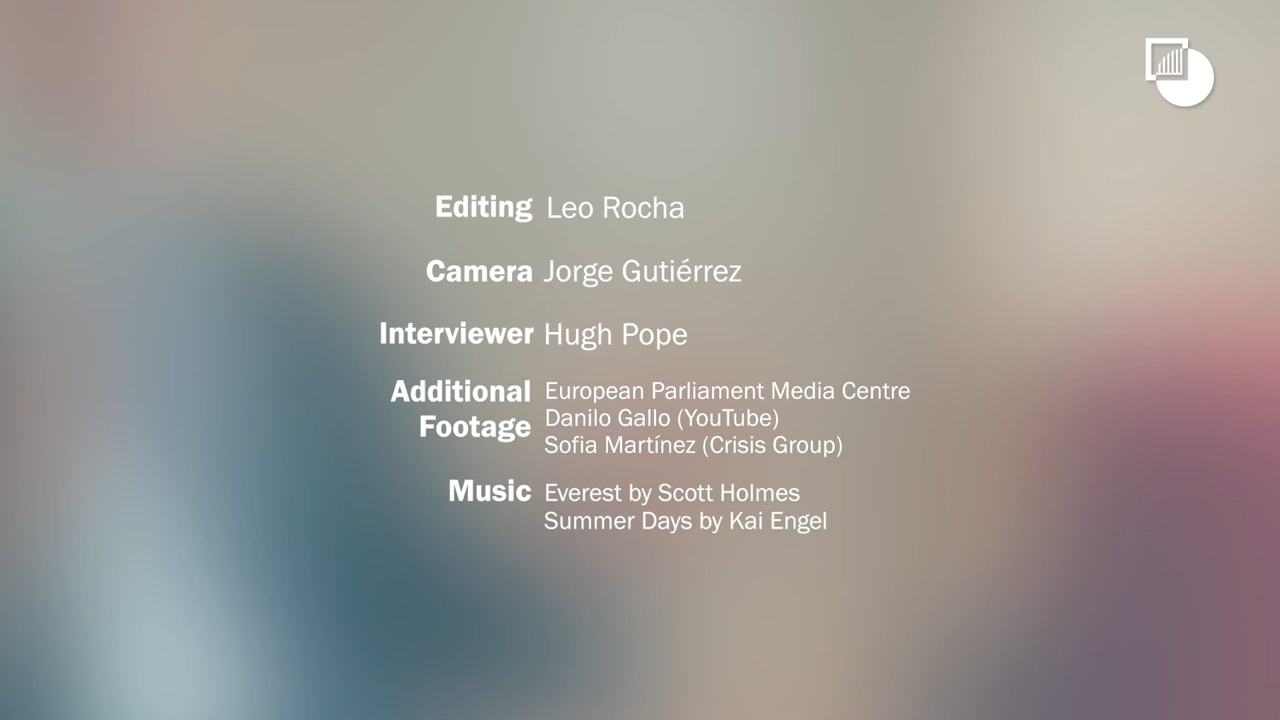 Editing Leo Rocha
Camera Jorge Gutiérrez
Interviewer Hugh Pope
Additional Footage
European Parliament Media Centre
Danilo Gallo (YouTube)
Sofia Martínez (Crisis Group)
Music Everest by Scott Holmes
Summer Days by Kai Engel